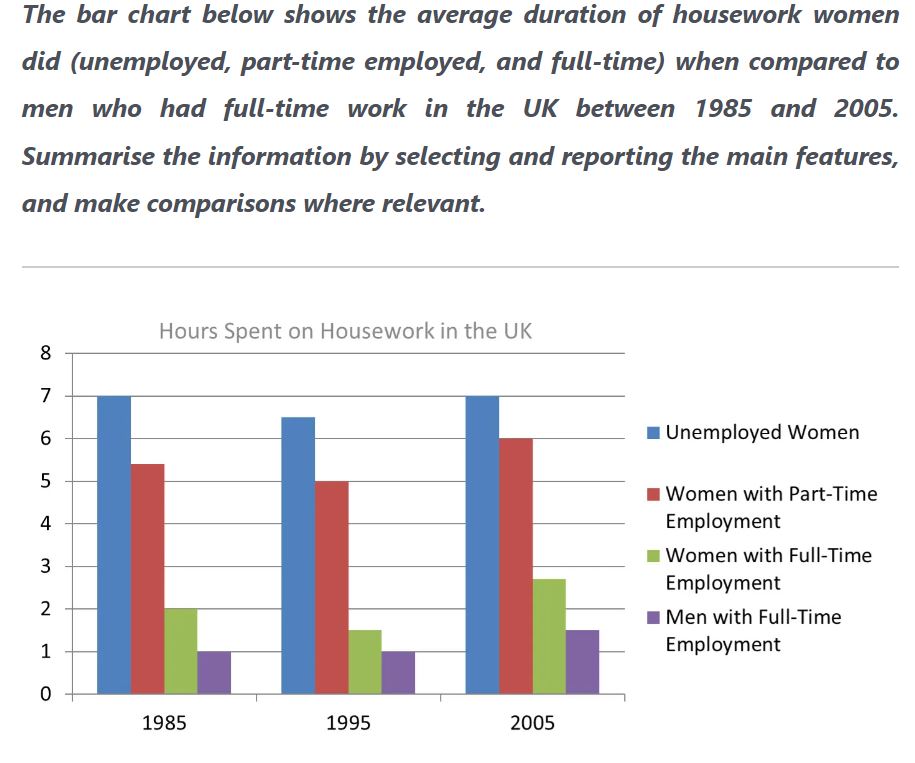 The bar chart below shows the average duration of housework women
did (unemployed, part-time employed, and full-time) when compared to
men who had full-time work in the UK between 1985 and 2005.
Summarise the information by selecting and reporting the main features,
and make comparisons where relevant.
Hours Spent on Housework in the UK
8
7
6
5
4
3
2
1
0
1985 1995 2005
Unemployed Women
Women with Part-Time
Employment
Women with Full-Time
Employment
Men with Full-Time
Employment